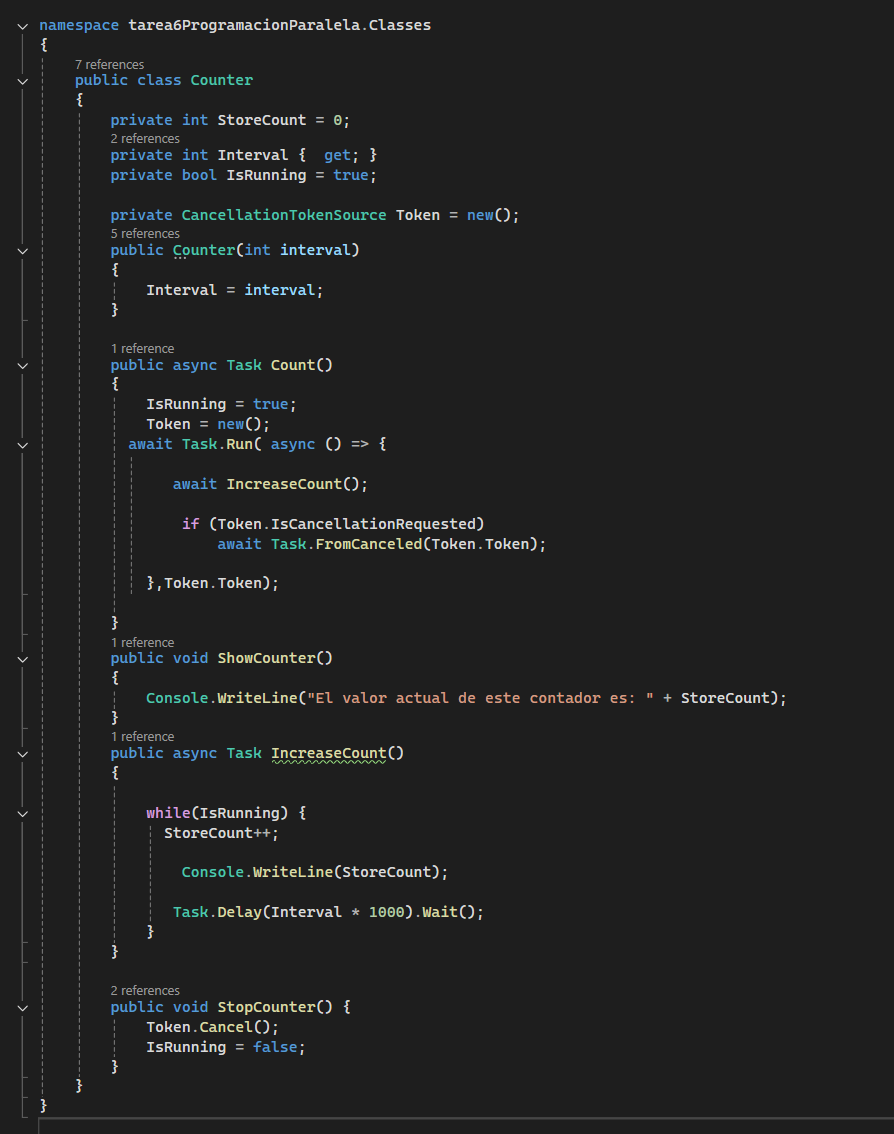 namespace tarea6ProgramacionParalela.Classes
{
7 references
public class Counter
{
private int StoreCount = 0;
2 references
private int Interval {  get; }
private bool IsRunning = true;
private CancellationTokenSource Token = new();
5 references
public Counter(int interval)
{
Interval = interval;
}
1 reference
public async Task Count()
{
IsRunning = true;
Token = new();
await Task.Run( async () => {
await IncreaseCount();
if (Token.IsCancellationRequested)
await Task.FromCanceled(Token.Token);
},Token.Token);
}
1 reference
public void ShowCounter()
{
Console.WriteLine("El valor actual de este contador es: " + StoreCount);
}
1 reference
public async Task IncreaseCount()
{
while(IsRunning) {
StoreCount++;
Console.WriteLine(StoreCount);
Task.Delay(Interval * 1000).Wait();
}
}
2 references
public void StopCounter() {
Token.Cancel();
IsRunning = false;
}
}
}